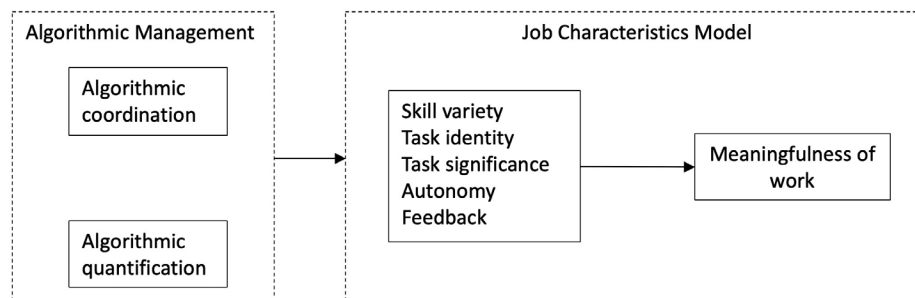 Algorithmic Management
Algorithmic
coordination
Algorithmic
quantification
Job Characteristics Model
Skill variety
Task identity
Task significance
Autonomy
Feedback
Meaningfulness of
work